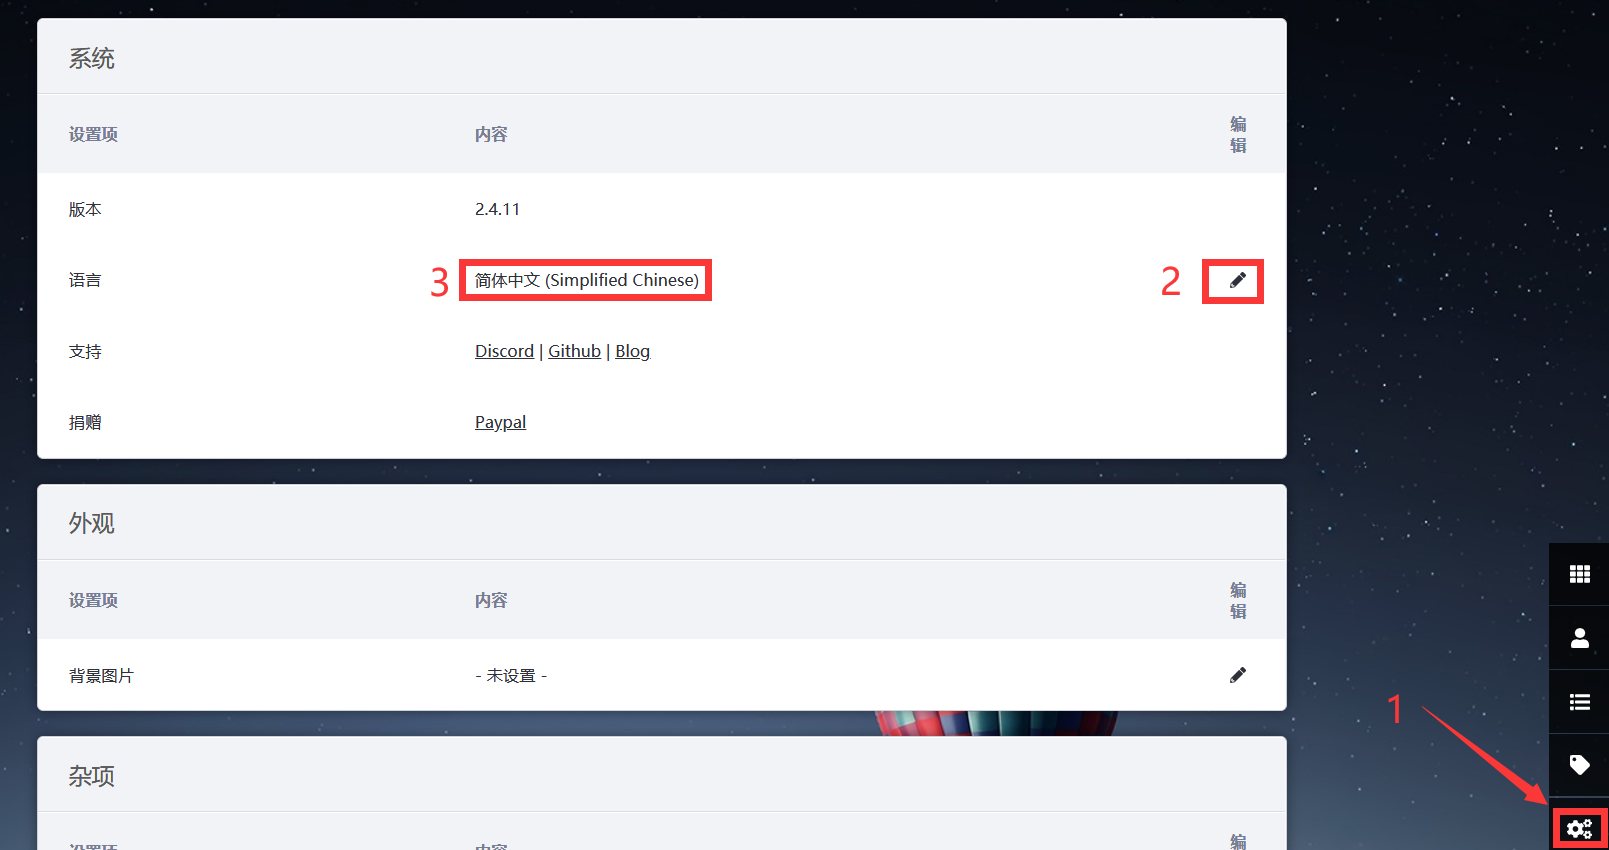 系统
设置项 内容 编辑
版本 2.4.11
3 语言 简体中文 (Simplified Chinese) 2
支持 Discord | Github | Blog
捐赠 Paypal
外观
设置项 内容 编辑
背景图片 - 未设置 -
1
杂项
设置项 内容 编